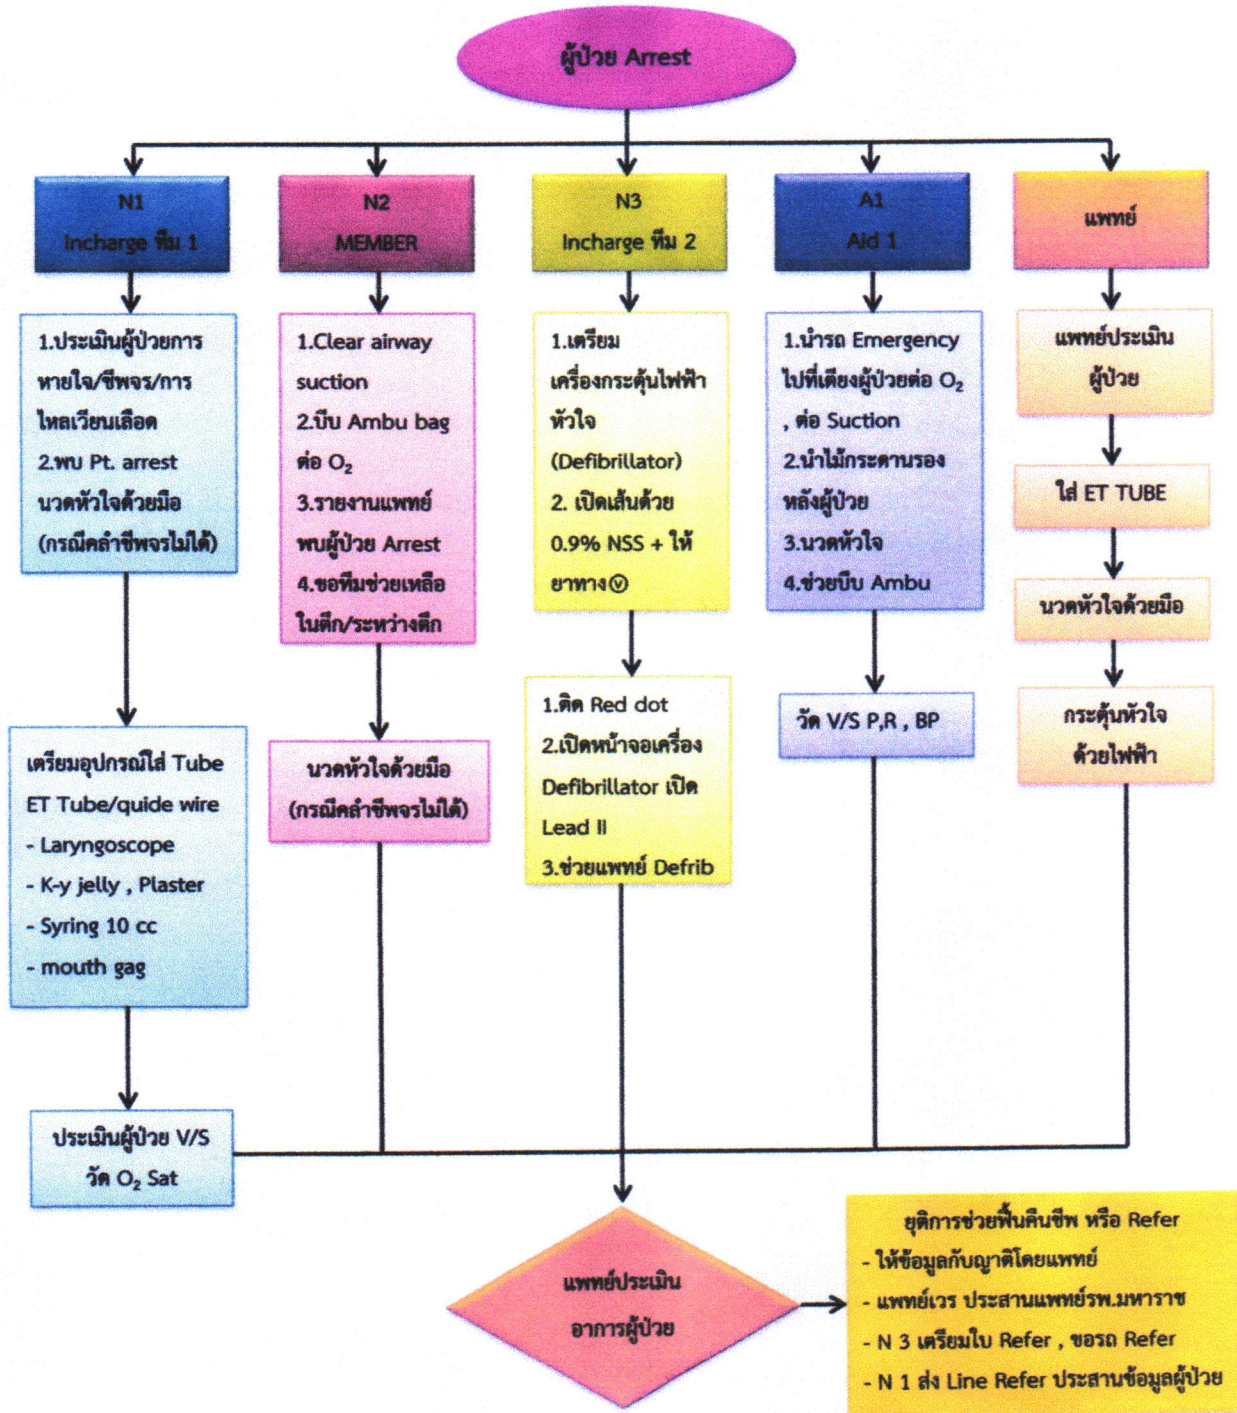 ผู้ป่วย Arrest
N1
Incharge ทีม 1
N2
MEMBER
N3
Incharge ทีม 2
A1
Aid 1
แพทย์
1.ประเมินผู้ป่วยการ
หายใจ/ชีพจร/การ
ไหลเวียนเลือด
2.พบ Pt. arrest
นวดหัวใจด้วยมือ
(กรณีคลำชีพจรไม่ได้)
เตรียมอุปกรณ์ใส่ Tube
ET Tube/quide wire
- Laryngoscope
- K-y jelly , Plaster
- Syring 10 cc
- mouth gag
ประเมินผู้ป่วย V/S
วัด O₂ Sat
1.Clear airway
suction
2.บีบ Ambu bag
ต่อ O₂
3.รายงานแพทย์
พบผู้ป่วย Arrest
4.ขอทีมช่วยเหลือ
ในตึก/ระหว่างตึก
นวดหัวใจด้วยมือ
(กรณีคลำชีพจรไม่ได้)
1.เตรียม
เครื่องกระตุ้นไฟฟ้า
หัวใจ
(Defibrillator)
2. เปิดเส้นด้วย
0.9% NSS + ให้
ยาทางⓥ
1.ติด Red dot
2.เปิดหน้าจอเครื่อง
Defibrillator เปิด
Lead II
3.ช่วยแพทย์ Defrib
1.นำรถ Emergency
ไปที่เตียงผู้ป่วยต่อ O₂
, ต่อ Suction
2.นำไม้กระดานรอง
หลังผู้ป่วย
3.นวดหัวใจ
4.ช่วยบีบ Ambu
วัด V/S P,R , BP
แพทย์ประเมิน
ผู้ป่วย
ใส่ ET TUBE
นวดหัวใจด้วยมือ
กระตุ้นหัวใจ
ด้วยไฟฟ้า
แพทย์ประเมิน
อาการผู้ป่วย
ยุติการช่วยฟื้นคืนชีพ หรือ Refer
- ให้ข้อมูลกับญาติโดยแพทย์
- แพทย์เวร ประสานแพทย์รพ.มหาราช
- N 3 เตรียมใบ Refer , ขอรถ Refer
- N 1 ส่ง Line Refer ประสานข้อมูลผู้ป่วย